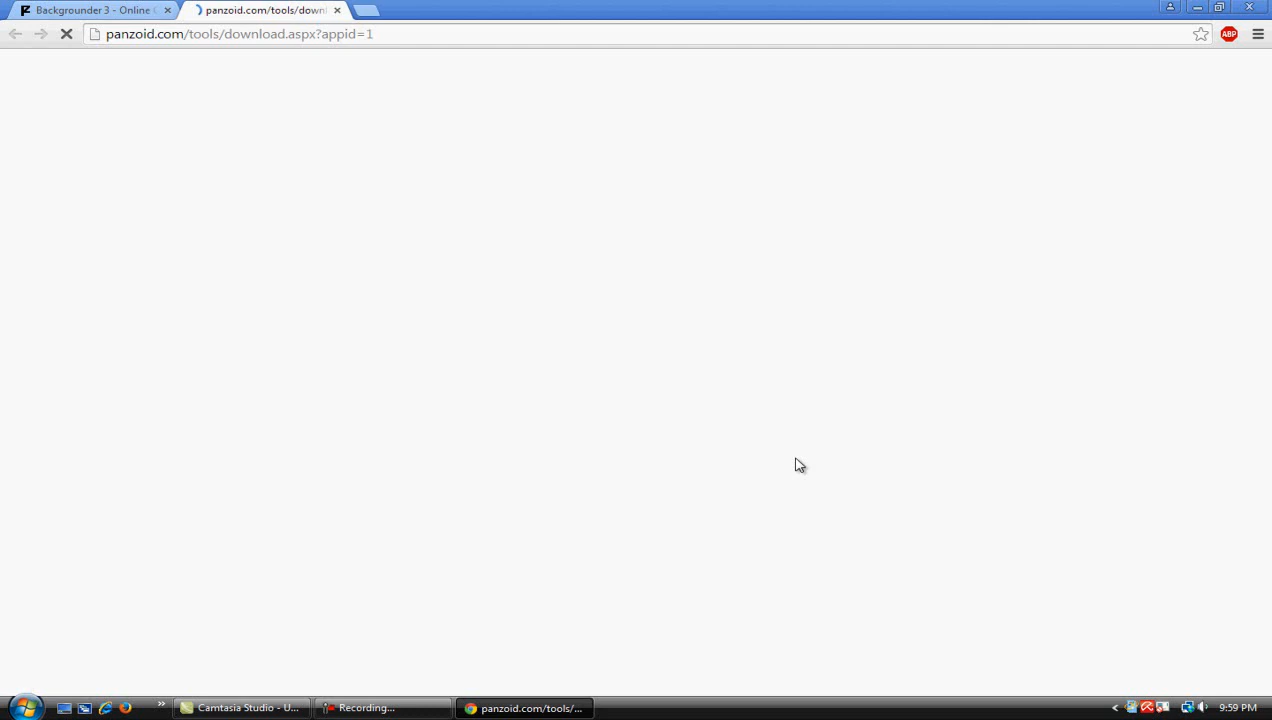 Backgrounder 3 - Online
panzoid.com/tools/down
panzoid.com/tools/download.aspx?appid=1
ABP
Camtasia Studio - U...
Recording...
panzoid.com/tools/...
9:59 PM